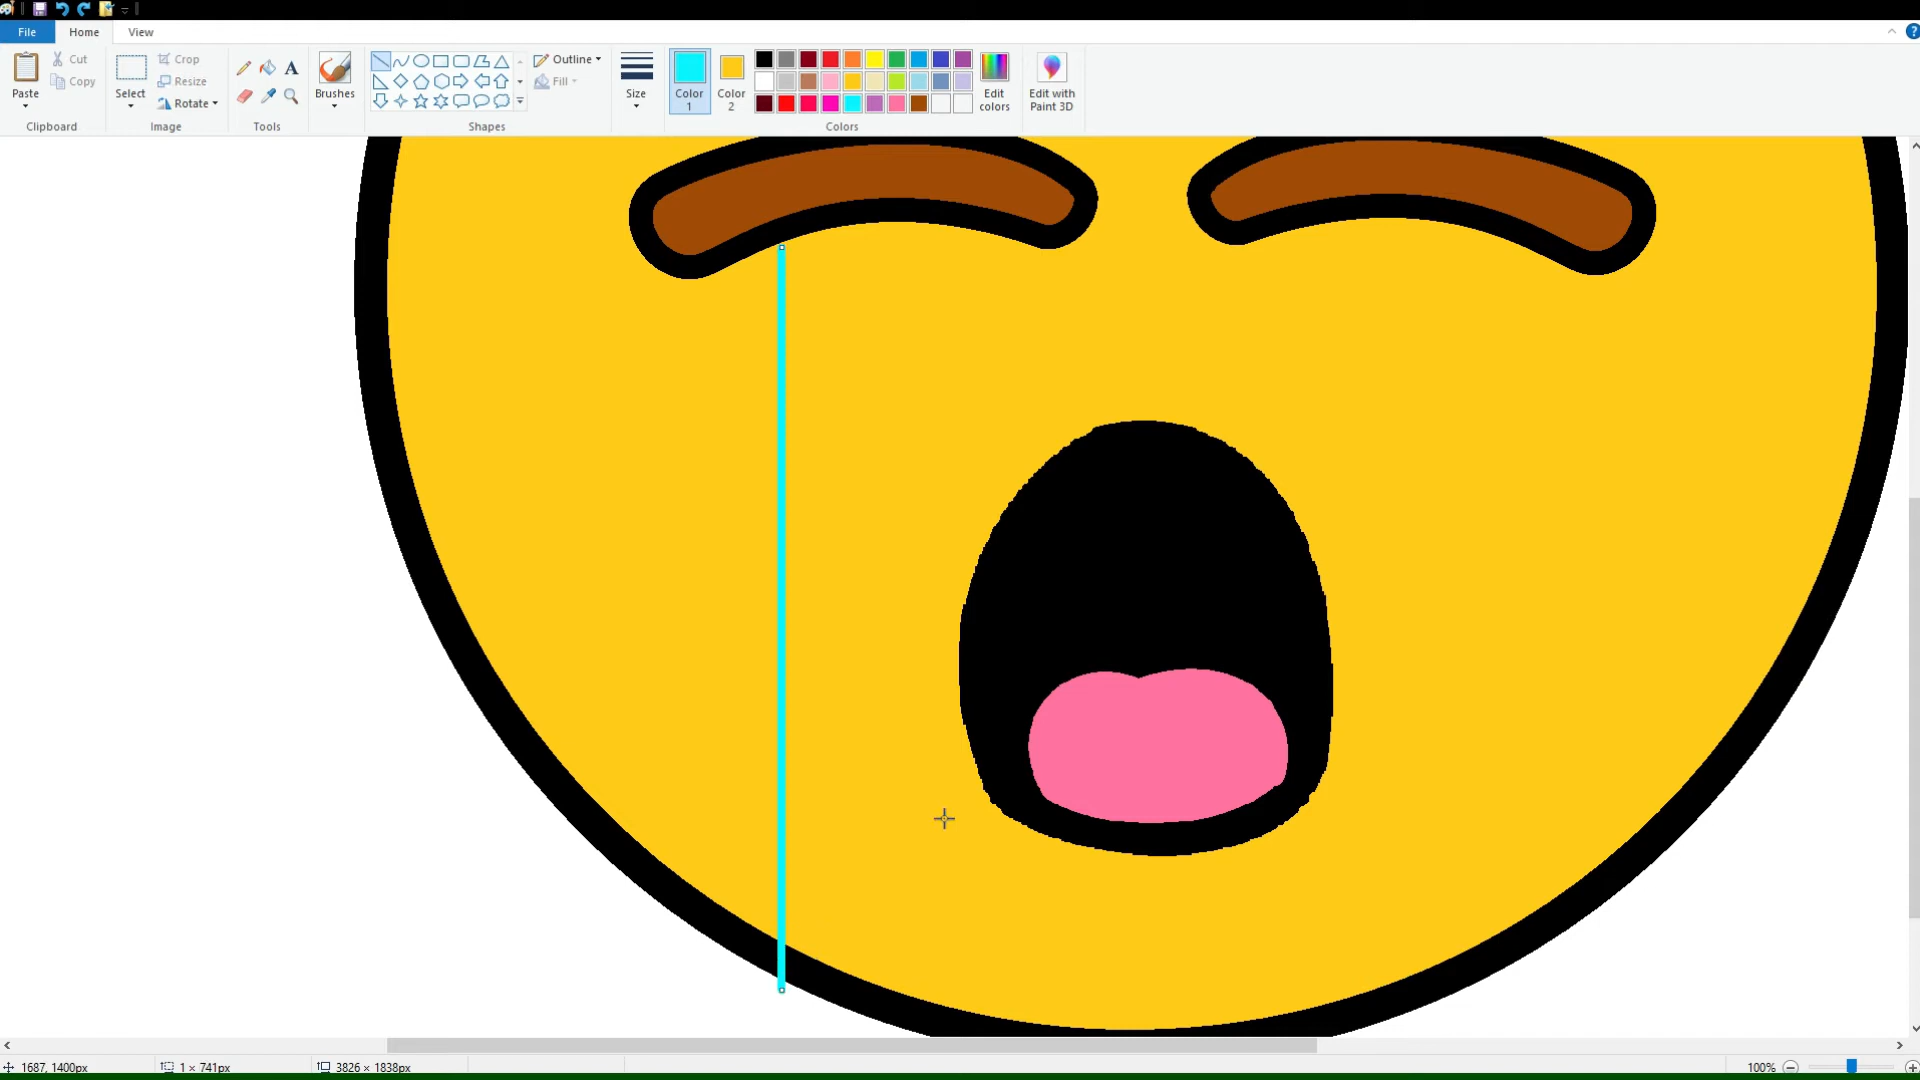 File Home View
Paste
Cut
Copy
Clipboard
Select
Crop
Resize
Rotate
Image
A
Tools
Brushes
Outline
Fill
Shapes
Size
Color 1
Color 2
Edit colors
Colors
Edit with Paint 3D
?
1687, 1400px 1 × 741px 3826 × 1838px 100%